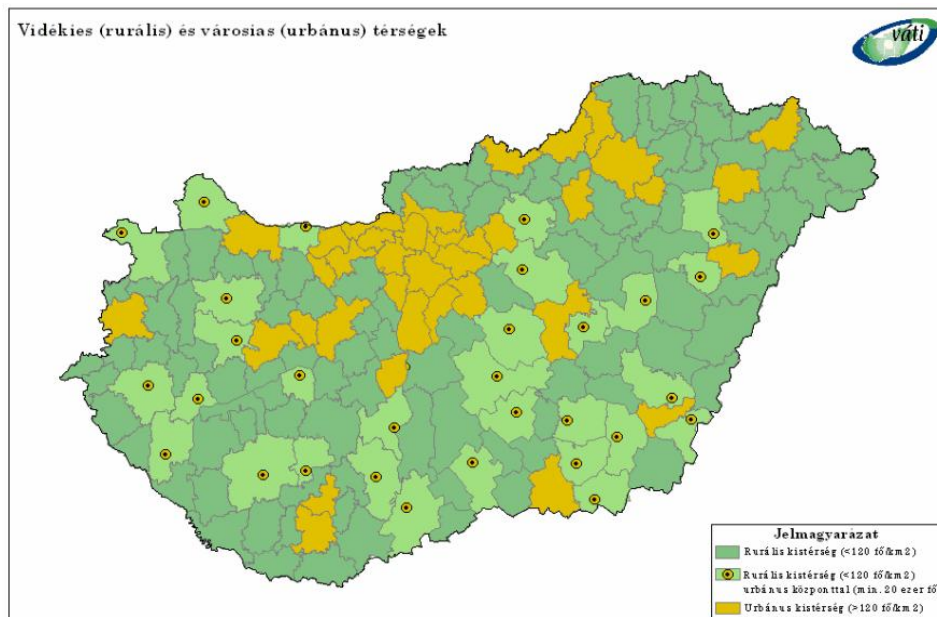 Vidékies (rurális) és városias (urbánus) térségek
váti
Jelmagyarázat
Rurális kistérség (<120 fő/km2)
Rurális kistérség (<120 fő/km2)
urbánus központtal (min. 20 ezer fő
Urbánus kistérség (>120 fő/km2)